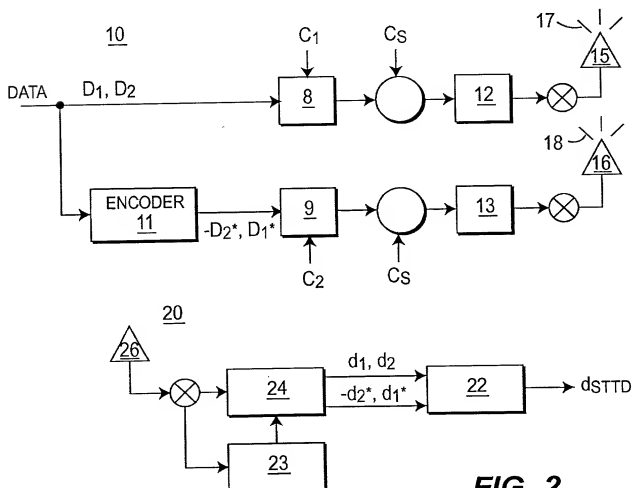 10
C1
CS
17
15
DATA
D1, D2
8
12
18
16
ENCODER
11
-D2*, D1*
9
13
C2
CS
20
26
24
d1, d2
-d2*, d1*
22
dSTTD
23
FIG. 2